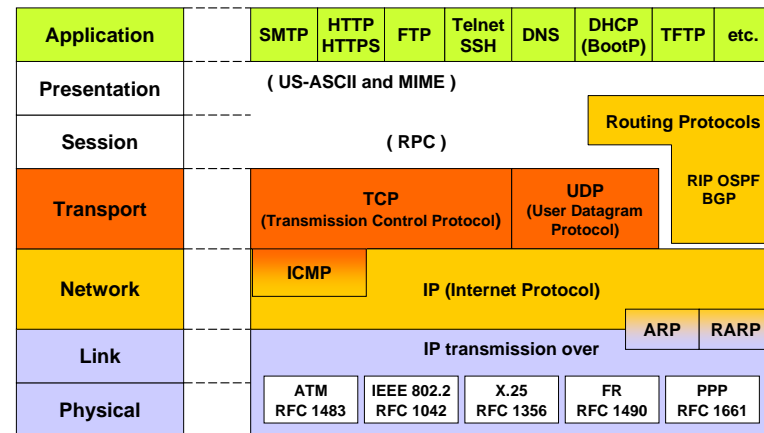 Application
SMTP
HTTP
HTTPS
FTP
Telnet
SSH
DNS
DHCP
(BootP)
TFTP
etc.
Presentation
( US-ASCII and MIME )
Routing Protocols
Session
( RPC )
RIP OSPF
BGP
Transport
TCP
(Transmission Control Protocol)
UDP
(User Datagram
Protocol)
Network
ICMP
IP (Internet Protocol)
ARP
RARP
Link
IP transmission over
Physical
ATM
RFC 1483
IEEE 802.2
RFC 1042
X.25
RFC 1356
FR
RFC 1490
PPP
RFC 1661